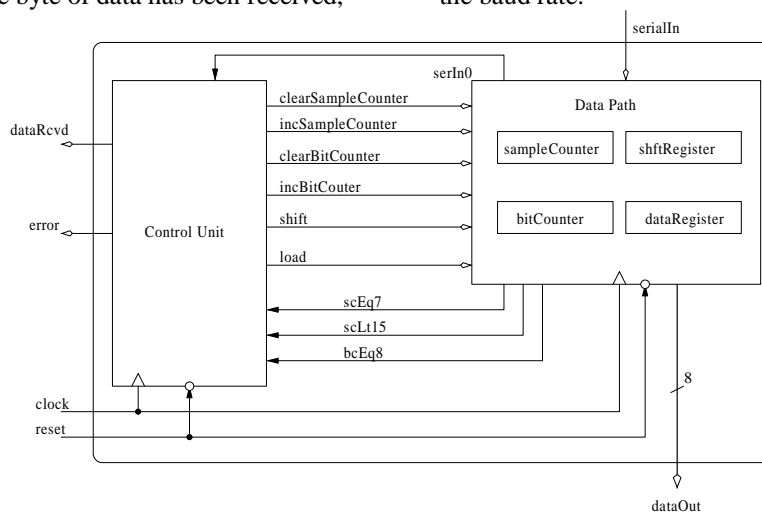 e byte of data has been received,
the baud rate.
serialIn
serIn0
clearSampleCounter
Data Path
incSampleCounter
dataRcvd
sampleCounter
shftRegister
clearBitCounter
incBitCouter
error
Control Unit
shift
bitCounter
dataRegister
load
scEq7
scLt15
bcEq8
8
clock
reset
dataOut